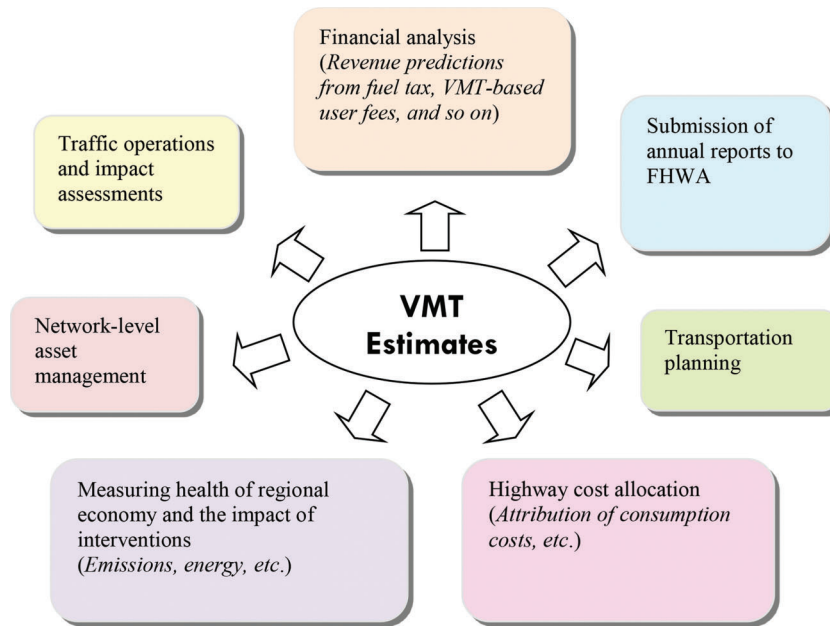 Financial analysis
(Revenue predictions
from fuel tax, VMT-based
user fees, and so on)
Traffic operations
and impact
assessments
Submission of
annual reports to
FHWA
VMT
Estimates
Network-level
asset
management
Transportation
planning
Measuring health of regional
economy and the impact of
interventions
(Emissions, energy, etc.)
Highway cost allocation
(Attribution of consumption
costs, etc.)